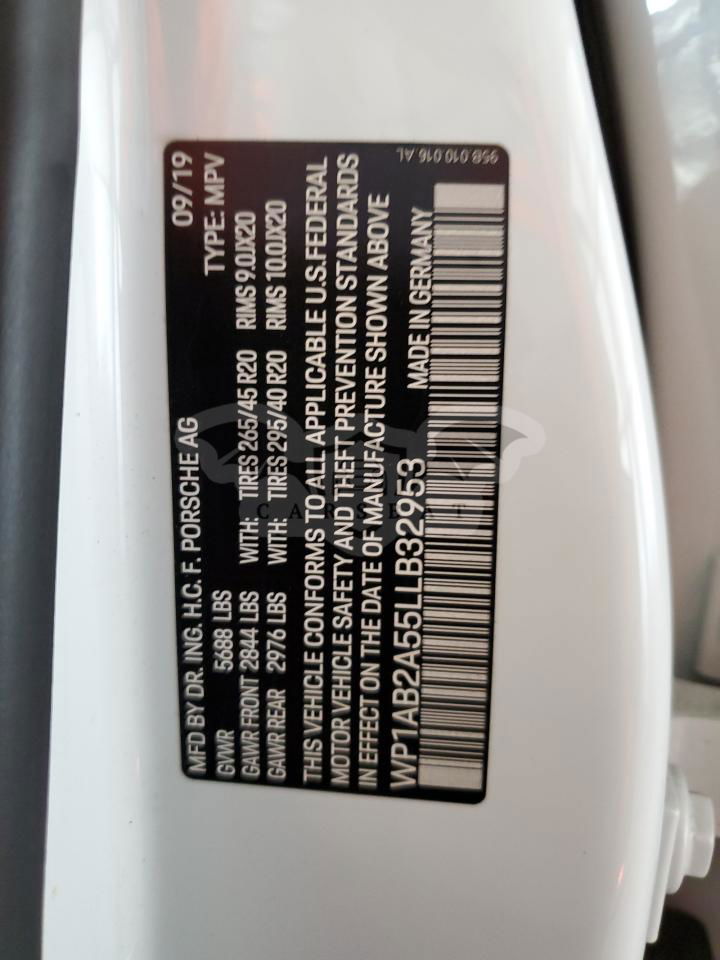 MFD BY DR. ING. H.C. F. PORSCHE AG 09/19
GVWR 5688 LBS TYPE: MPV
GAWR FRONT 2844 LBS WITH: TIRES 265/45 R20 RIMS 9.0JX20
GAWR REAR 2976 LBS WITH: TIRES 295/40 R20 RIMS 10.0JX20
THIS VEHICLE CONFORMS TO ALL APPLICABLE U.S. FEDERAL
MOTOR VEHICLE SAFETY AND THEFT PREVENTION STANDARDS
IN EFFECT ON THE DATE OF MANUFACTURE SHOWN ABOVE
WP1AB2A55LLB32953 MADE IN GERMANY
95B.010.016.AL